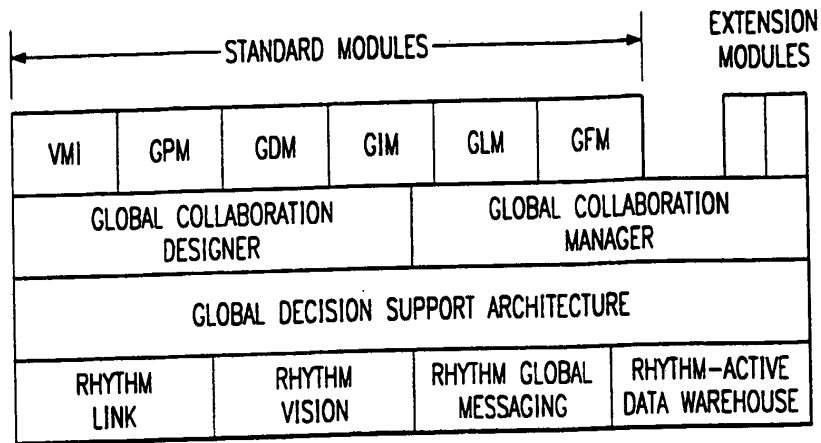 STANDARD MODULES
EXTENSION
MODULES
VMI
GPM
GDM
GIM
GLM
GFM
GLOBAL COLLABORATION
DESIGNER
GLOBAL COLLABORATION
MANAGER
GLOBAL DECISION SUPPORT ARCHITECTURE
RHYTHM
LINK
RHYTHM
VISION
RHYTHM GLOBAL
MESSAGING
RHYTHM-ACTIVE
DATA WAREHOUSE